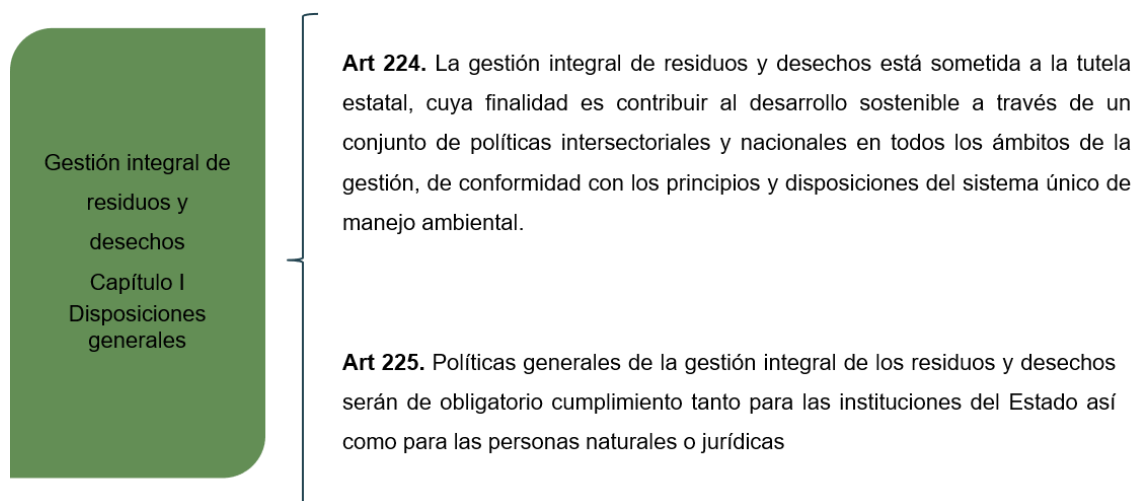 Gestión integral de
residuos y
desechos
Capítulo I
Disposiciones
generales
Art 224. La gestión integral de residuos y desechos está sometida a la tutela
estatal, cuya finalidad es contribuir al desarrollo sostenible a través de un
conjunto de políticas intersectoriales y nacionales en todos los ámbitos de la
gestión, de conformidad con los principios y disposiciones del sistema único de
manejo ambiental.
Art 225. Políticas generales de la gestión integral de los residuos y desechos
serán de obligatorio cumplimiento tanto para las instituciones del Estado así
como para las personas naturales o jurídicas